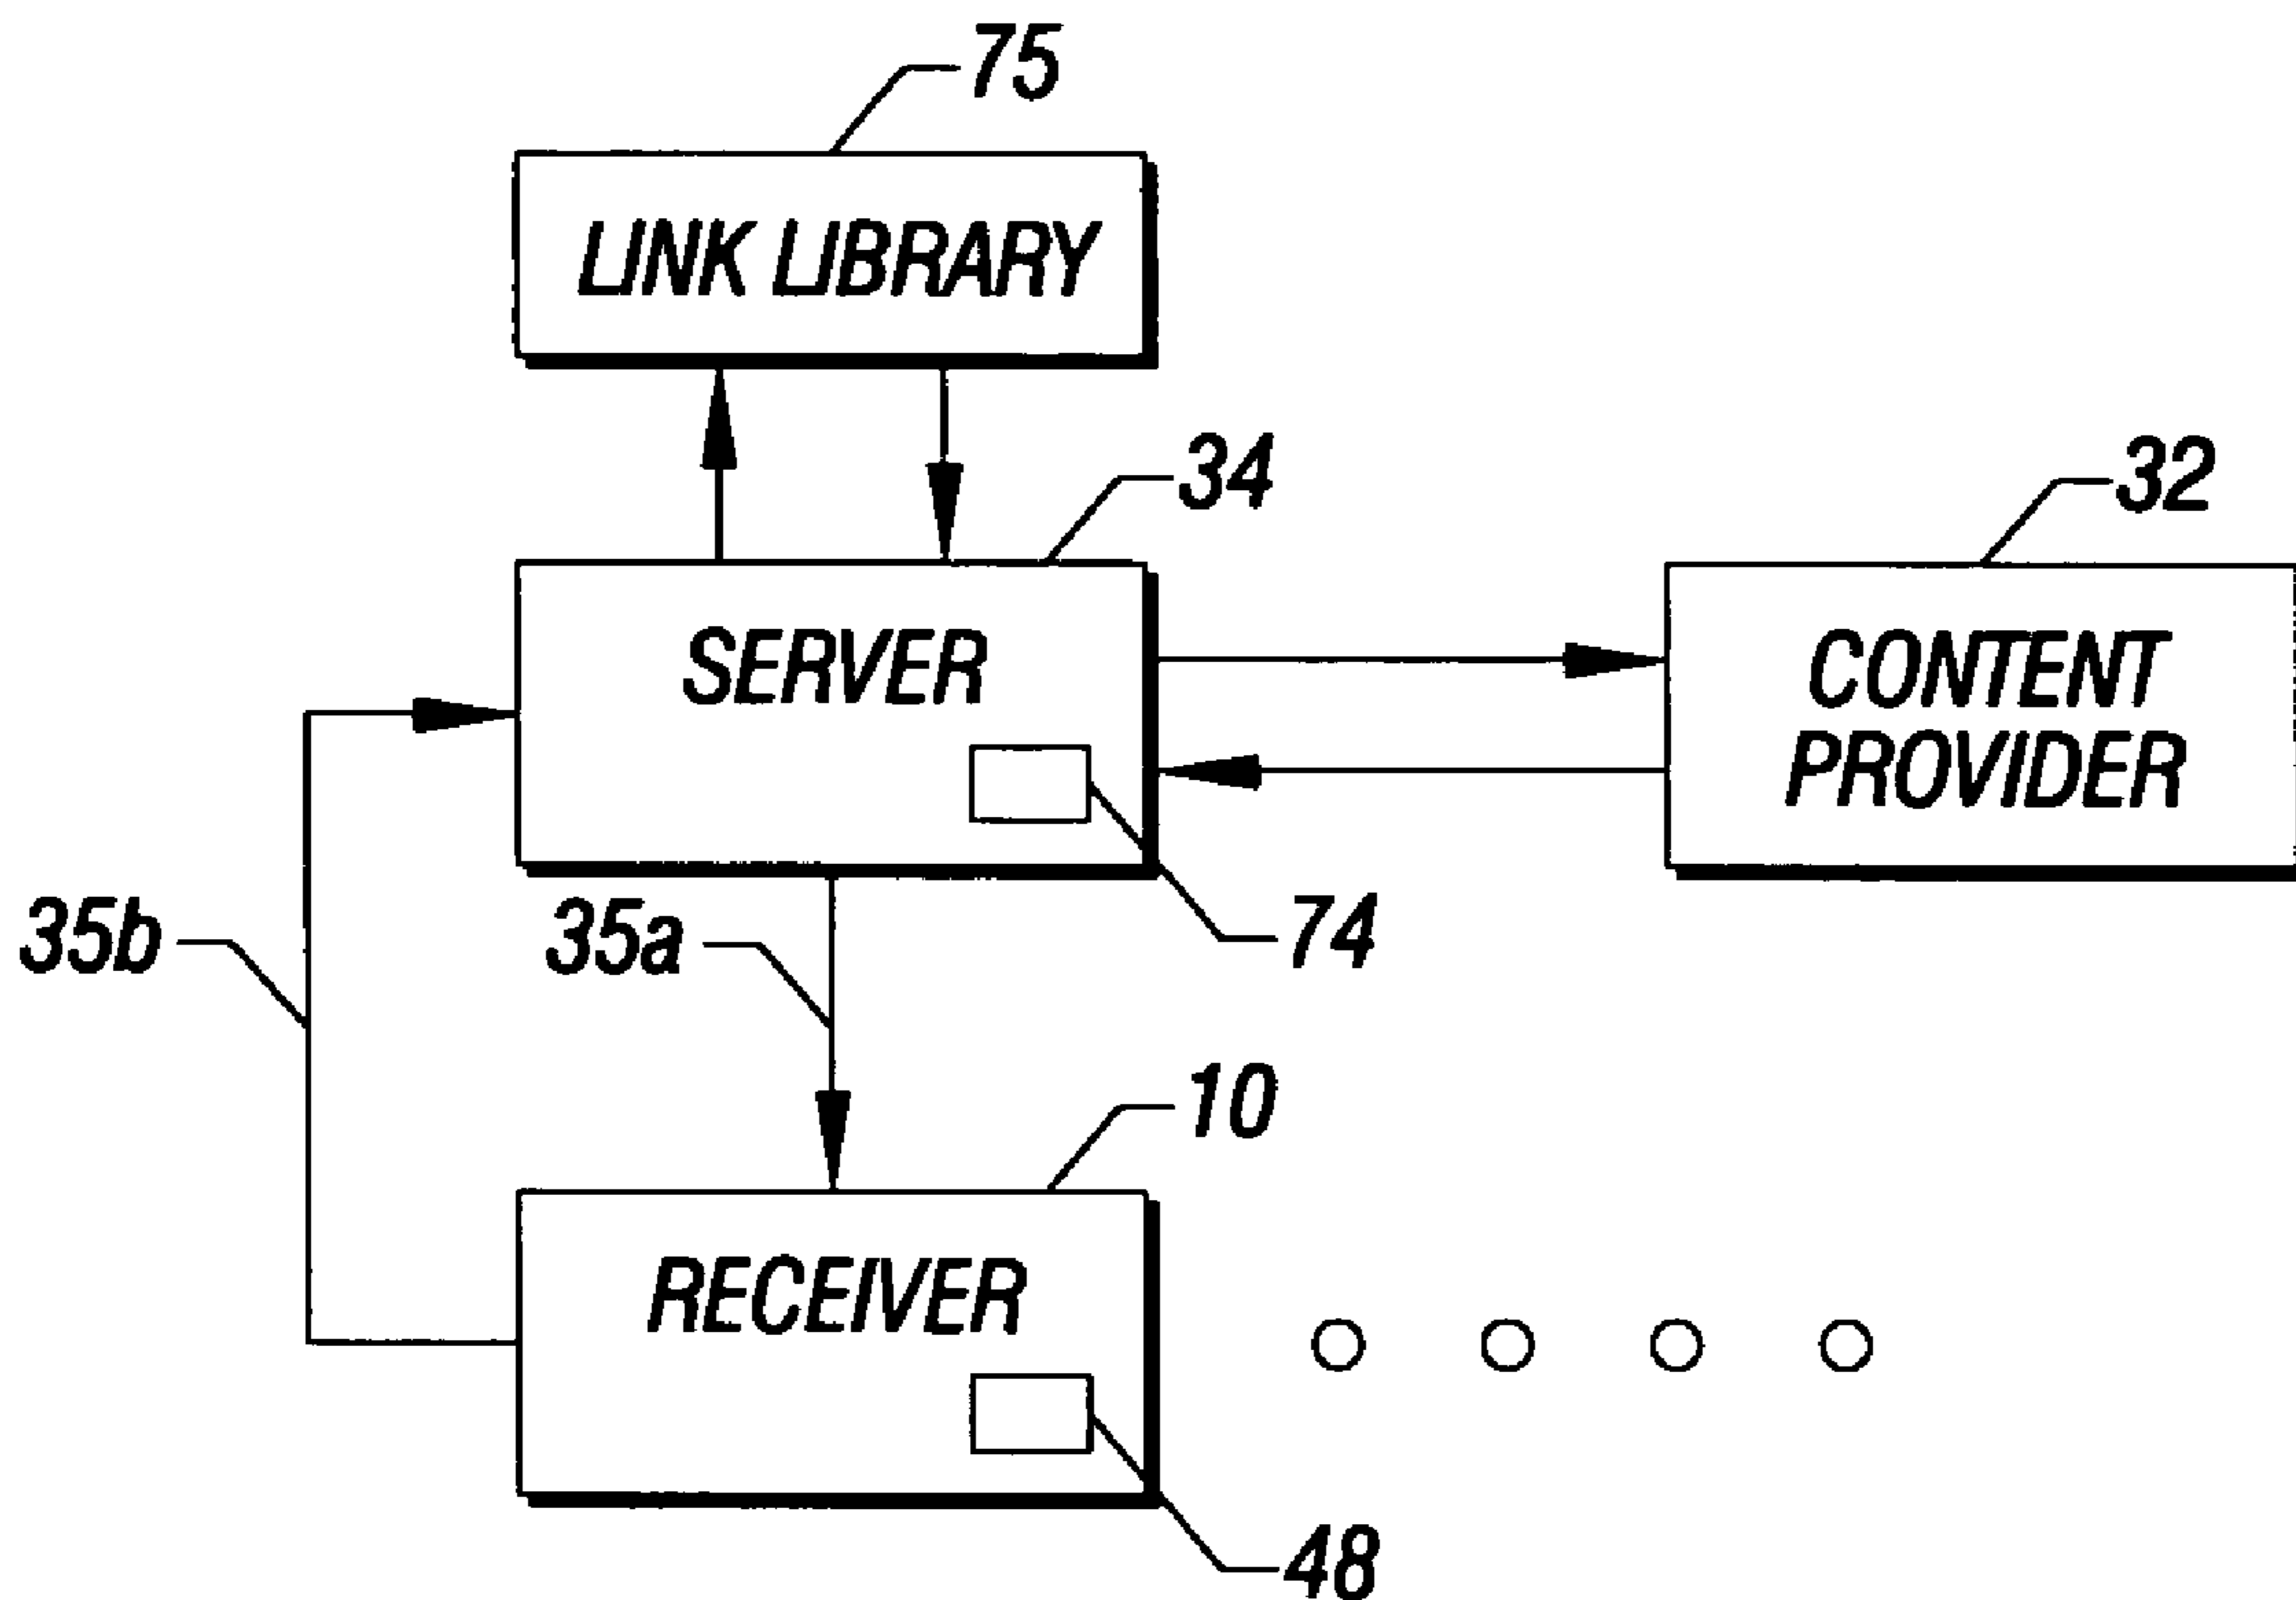 75
LINK LIBRARY
34
32
SERVER
CONTENT
PROVIDER
35b
35a
74
10
RECEIVER
48